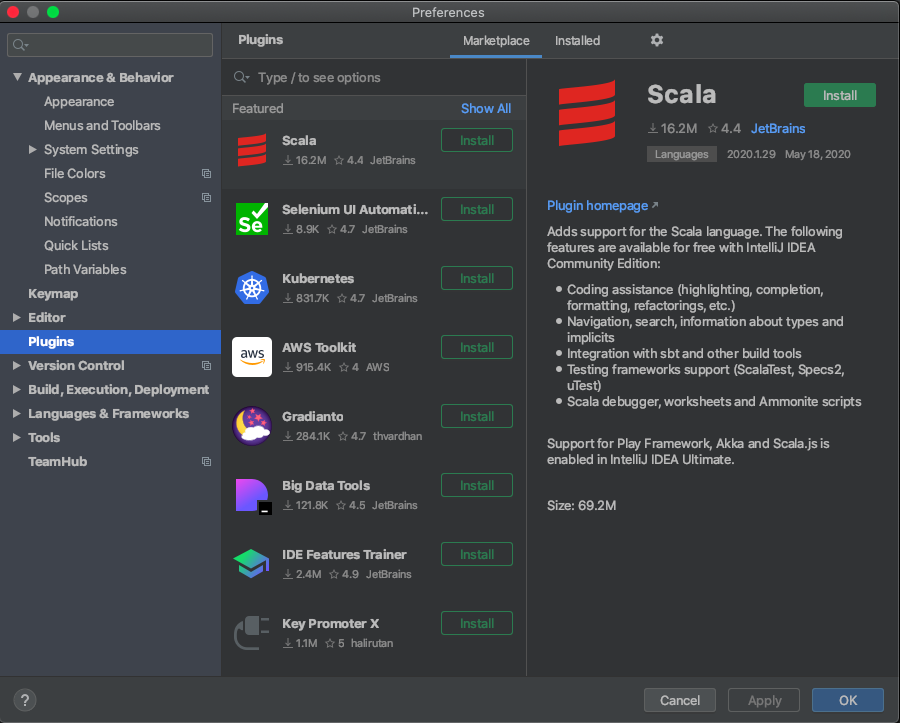 Preferences
Appearance & Behavior
Appearance
Menus and Toolbars
System Settings
File Colors
Scopes
Notifications
Quick Lists
Path Variables
Keymap
Editor
Plugins
Version Control
Build, Execution, Deployment
Languages & Frameworks
Tools
TeamHub
Plugins
Marketplace
Installed
Type / to see options
Featured
Show All
Scala
Install
16.2M 4.4 JetBrains
Se
Selenium UI Automati...
Install
8.9K 4.7 JetBrains
Kubernetes
Install
831.7K 4.7 JetBrains
aws
AWS Toolkit
Install
915.4K 4 AWS
Gradianto
Install
284.1K 4.7 thvardhan
Big Data Tools
Install
121.8K 4.5 JetBrains
IDE Features Trainer
Install
2.4M 4.9 JetBrains
Key Promoter X
Install
1.1M 5 halirutan
Scala
Install
16.2M 4.4 JetBrains
Languages 2020.1.29 May 18, 2020
Plugin homepage ↗
Adds support for the Scala language. The following
features are available for free with IntelliJ IDEA
Community Edition:
• Coding assistance (highlighting, completion,
formatting, refactorings, etc.)
• Navigation, search, information about types and
implicits
• Integration with sbt and other build tools
• Testing frameworks support (ScalaTest, Specs2,
uTest)
• Scala debugger, worksheets and Ammonite scripts
Support for Play Framework, Akka and Scala.js is
enabled in IntelliJ IDEA Ultimate.
Size: 69.2M
?
Cancel
Apply
OK